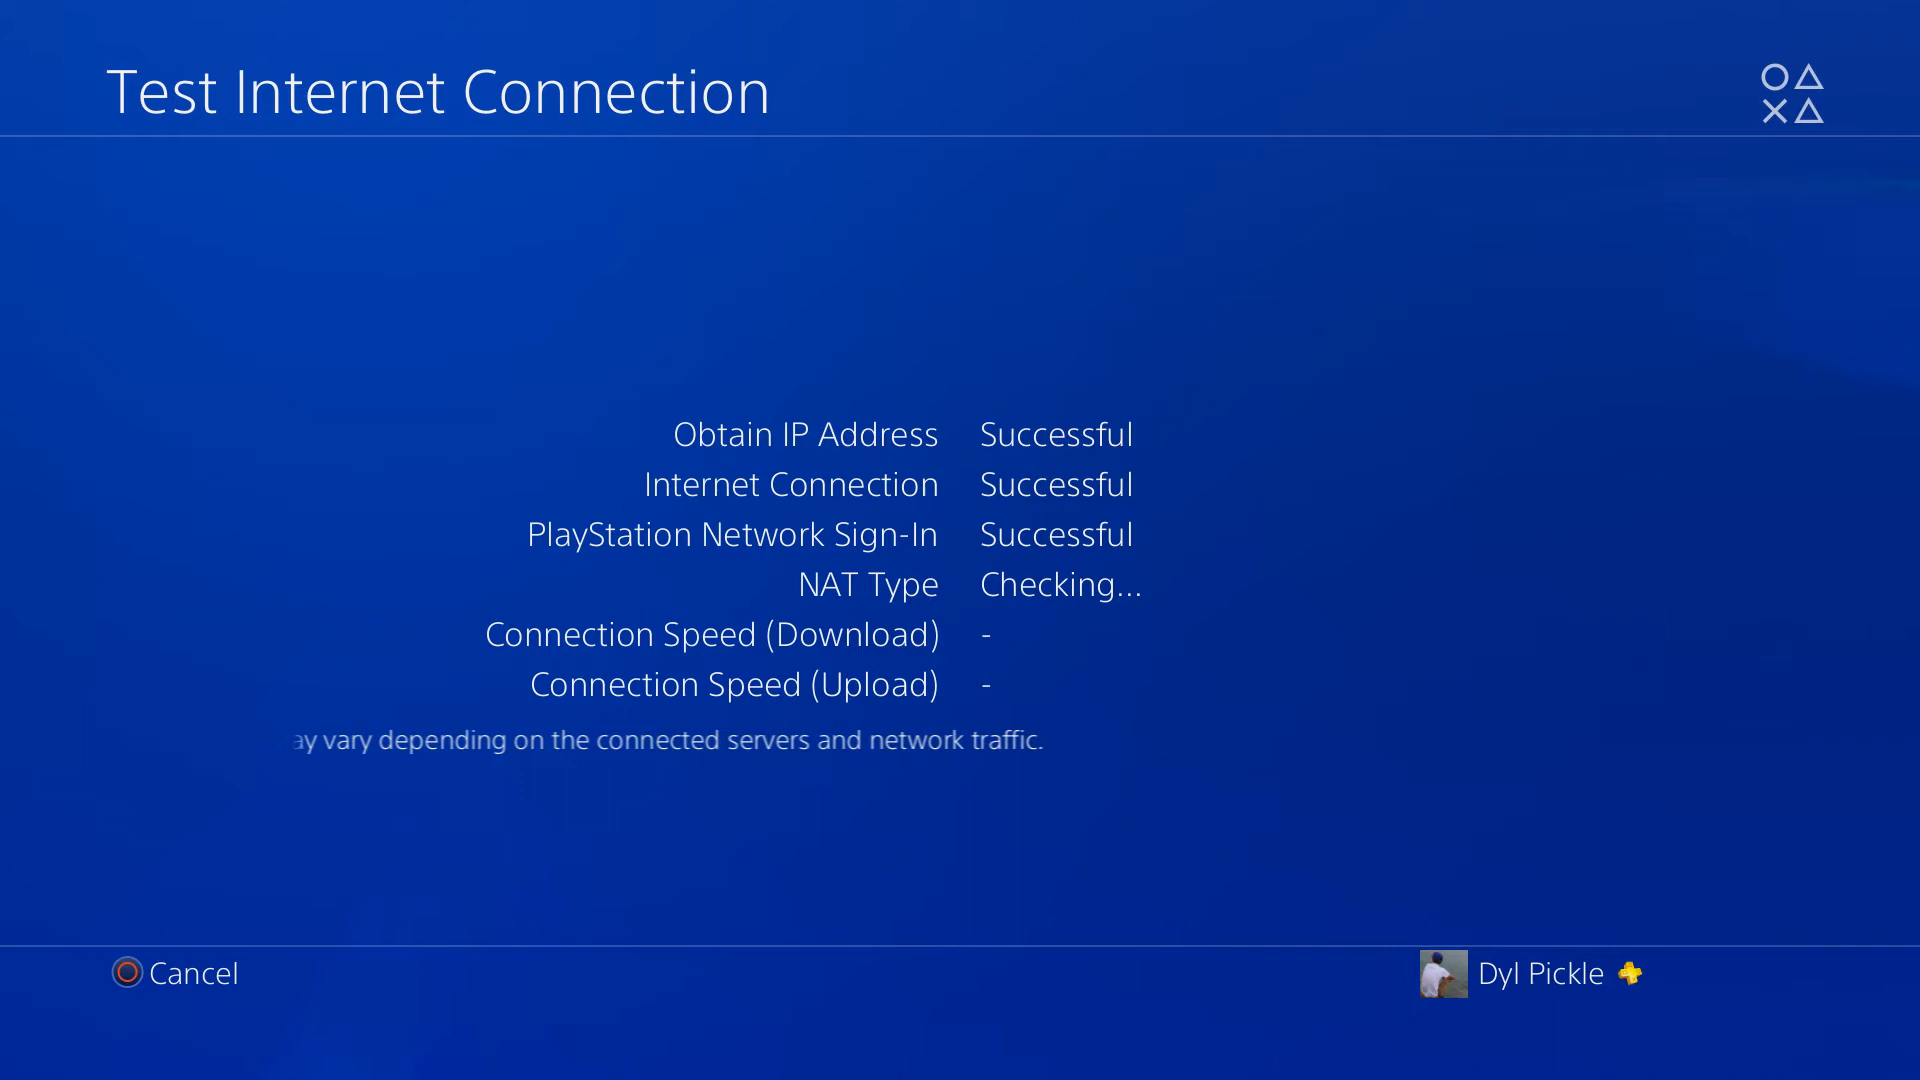 Test Internet Connection
Obtain IP Address Successful
Internet Connection Successful
PlayStation Network Sign-In Successful
NAT Type Checking...
Connection Speed (Download) -
Connection Speed (Upload) -
ay vary depending on the connected servers and network traffic.
Cancel
Dyl Pickle